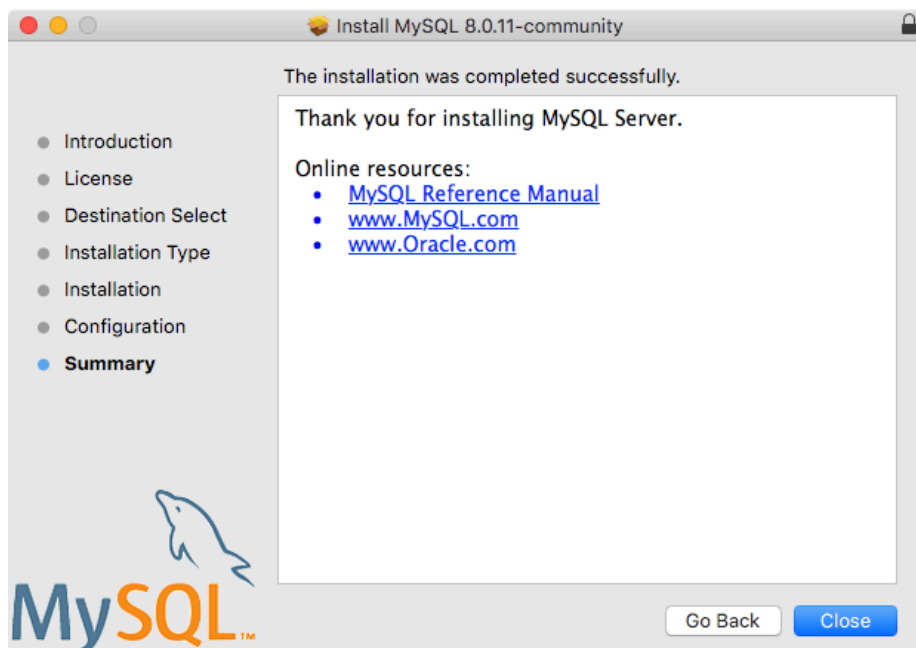 Install MySQL 8.0.11-community
The installation was completed successfully.
Introduction
License
Destination Select
Installation Type
Installation
Configuration
Summary
Thank you for installing MySQL Server.
Online resources:
• MySQL Reference Manual
• www.MySQL.com
• www.Oracle.com
MySQL™
Go Back
Close